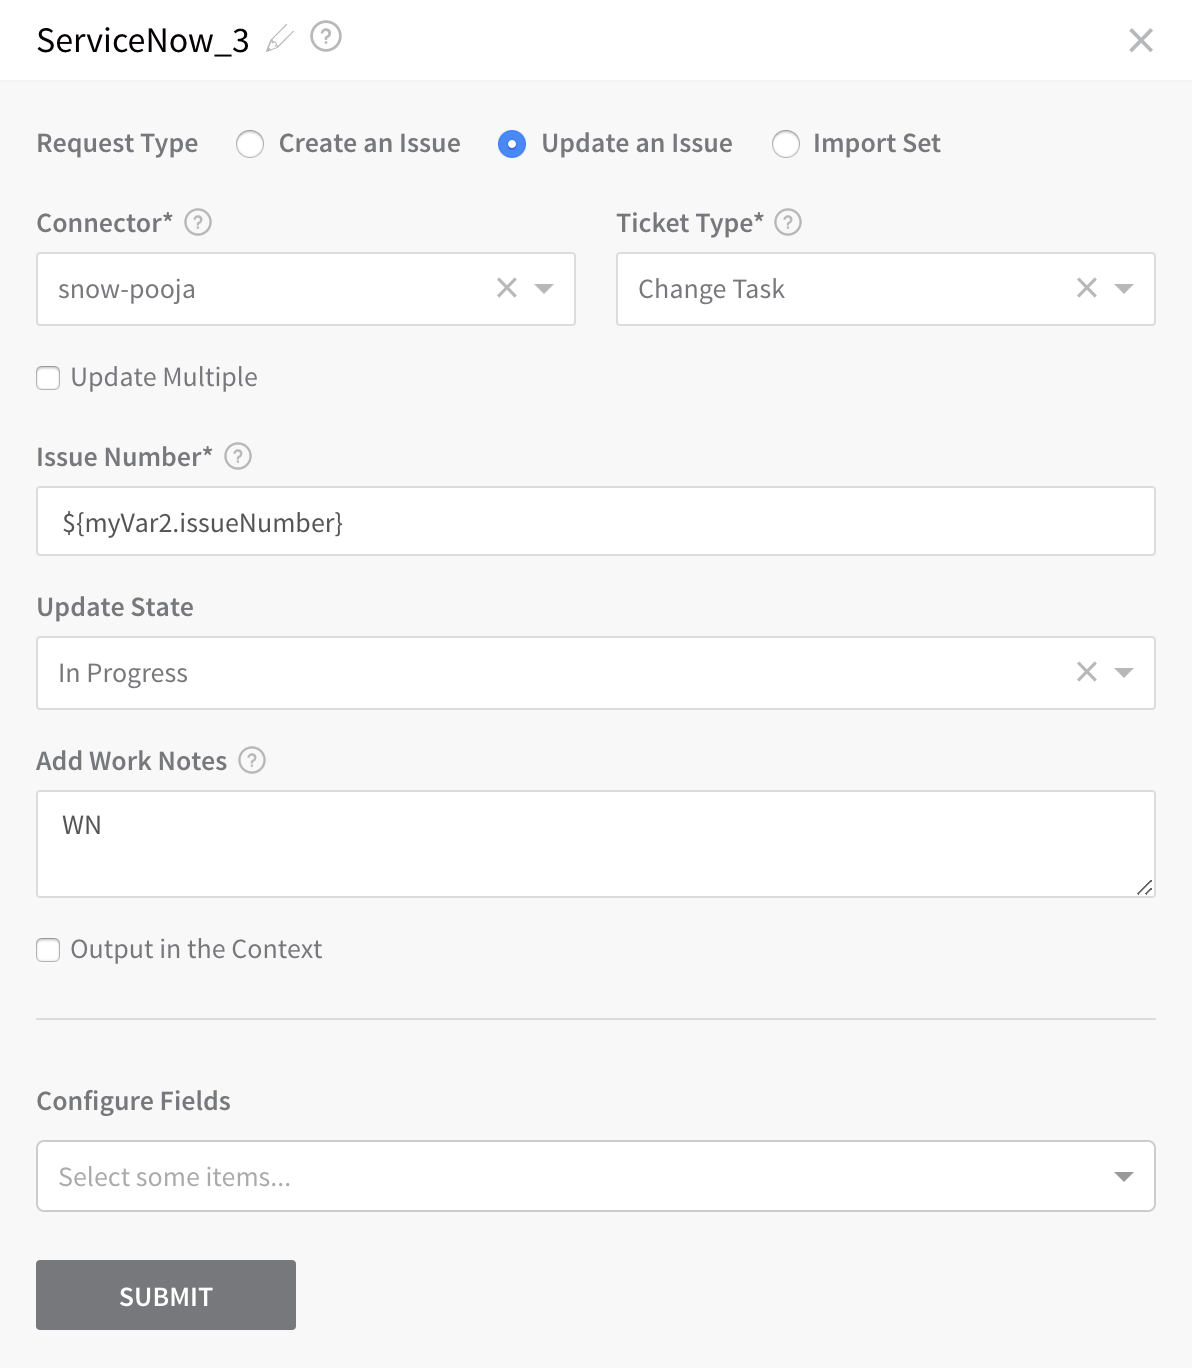 ServiceNow_3 ?
Request Type Create an Issue Update an Issue Import Set
Connector* ? Ticket Type* ?
snow-pooja Change Task
Update Multiple
Issue Number* ?
${myVar2.issueNumber}
Update State
In Progress
Add Work Notes ?
WN
Output in the Context
Configure Fields
Select some items...
SUBMIT